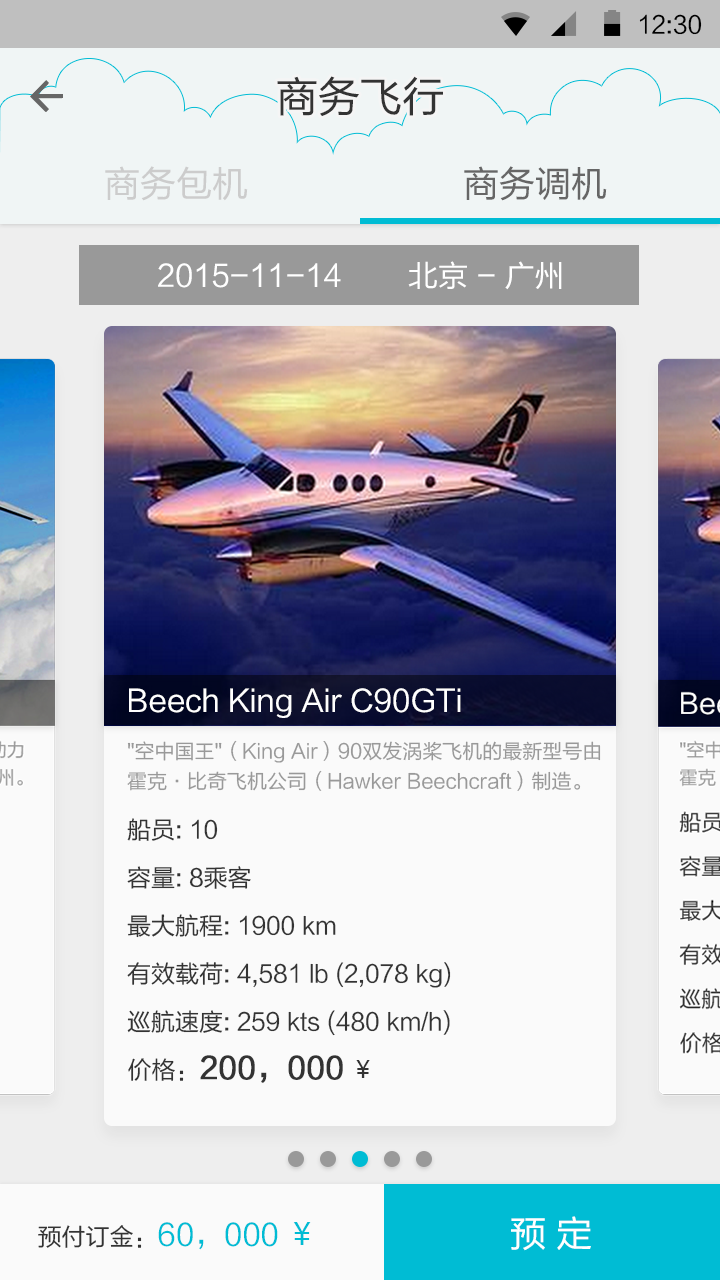 12:30
商务飞行
商务包机 商务调机
2015-11-14 北京 - 广州
Beech King Air C90GTi
"空中国王"（King Air）90双发涡桨飞机的最新型号由
霍克·比奇飞机公司（Hawker Beechcraft）制造。
船员: 10
容量: 8乘客
最大航程: 1900 km
有效载荷: 4,581 lb (2,078 kg)
巡航速度: 259 kts (480 km/h)
价格：200，000 ¥
动力
州。
Bee
"空中
霍克
船员
容量
最大
有效
巡航
价格
预付订金：60，000 ¥
预 定